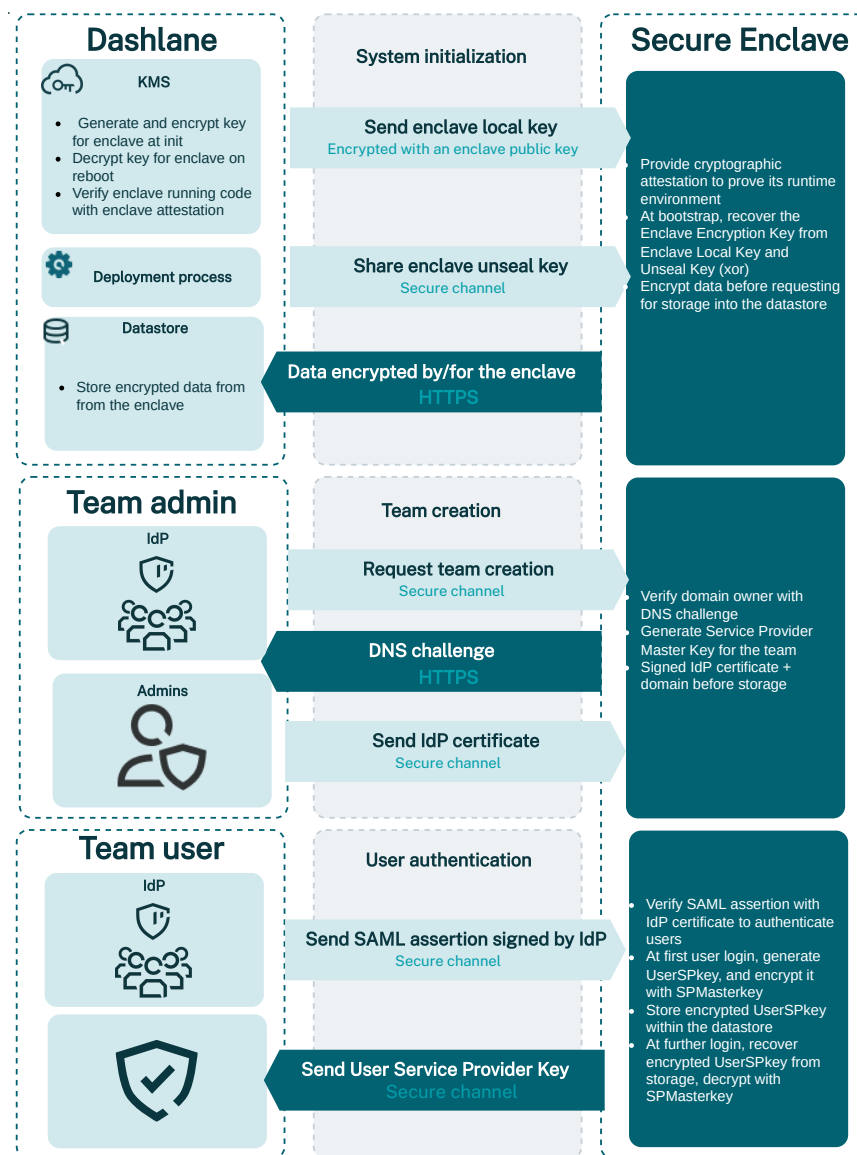 Dashlane
KMS
• Generate and encrypt key
for enclave at init
• Decrypt key for enclave on
reboot
• Verify enclave running code
with enclave attestation
Deployment process
Datastore
• Store encrypted data from
from the enclave
System initialization
Send enclave local key
Encrypted with an enclave public key
Share enclave unseal key
Secure channel
Data encrypted by/for the enclave
HTTPS
Secure Enclave
• Provide cryptographic
attestation to prove its runtime
environment
• At bootstrap, recover the
Enclave Encryption Key from
Enclave Local Key and
Unseal Key (xor)
• Encrypt data before requesting
for storage into the datastore
Team admin
IdP
Admins
Team creation
Request team creation
Secure channel
DNS challenge
HTTPS
Send IdP certificate
Secure channel
• Verify domain owner with
DNS challenge
• Generate Service Provider
Master Key for the team
• Signed IdP certificate +
domain before storage
Team user
IdP
User authentication
Send SAML assertion signed by IdP
Secure channel
Send User Service Provider Key
Secure channel
• Verify SAML assertion with
IdP certificate to authenticate
users
• At first user login, generate
UserSPkey, and encrypt it
with SPMasterkey
• Store encrypted UserSPkey
within the datastore
• At further login, recover
encrypted UserSPkey from
storage, decrypt with
SPMasterkey